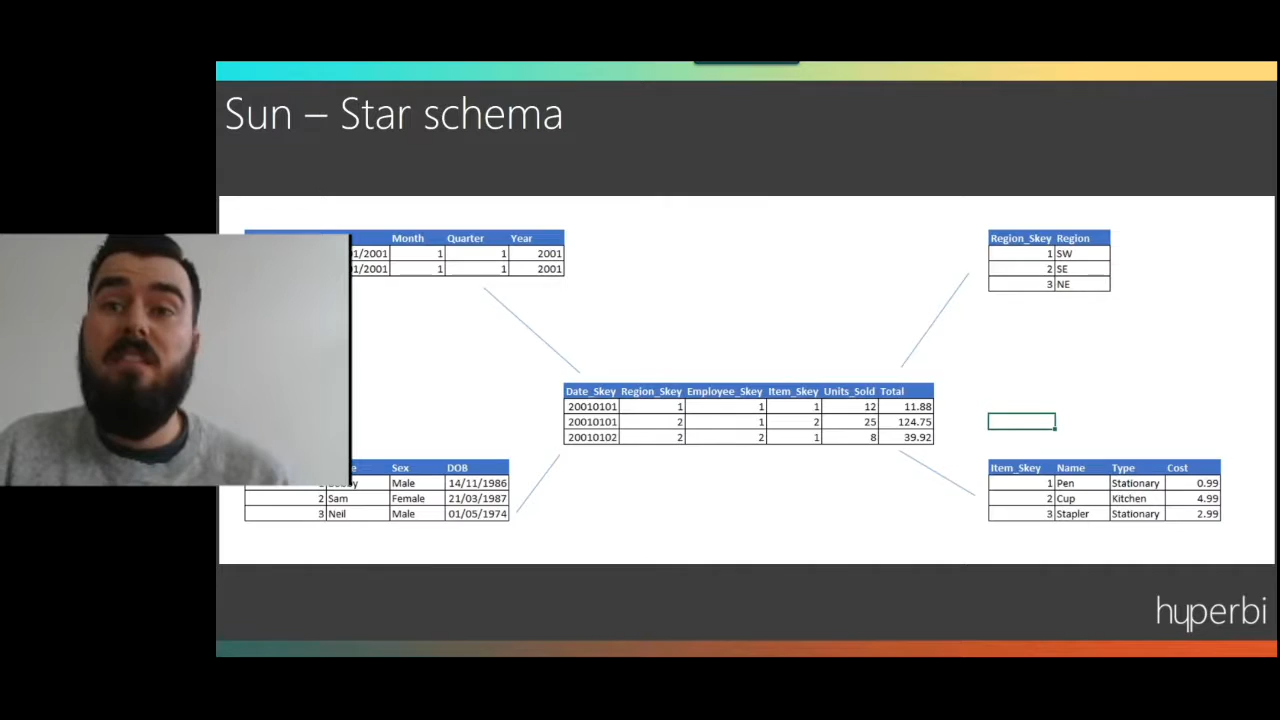 Sun – Star schema
Month Quarter Year
1/2001 1 1 2001
1/2001 1 1 2001
Region_Skey Region
1 SW
2 SE
3 NE
Date_Skey Region_Skey Employee_Skey Item_Skey Units_Sold Total
20010101 1 1 1 12 11.88
20010101 2 1 2 25 124.75
20010102 2 2 1 8 39.92
Sex DOB
Male 14/11/1986
2 Sam Female 21/03/1987
3 Neil Male 01/05/1974
Item_Skey Name Type Cost
1 Pen Stationary 0.99
2 Cup Kitchen 4.99
3 Stapler Stationary 2.99
hyperbi